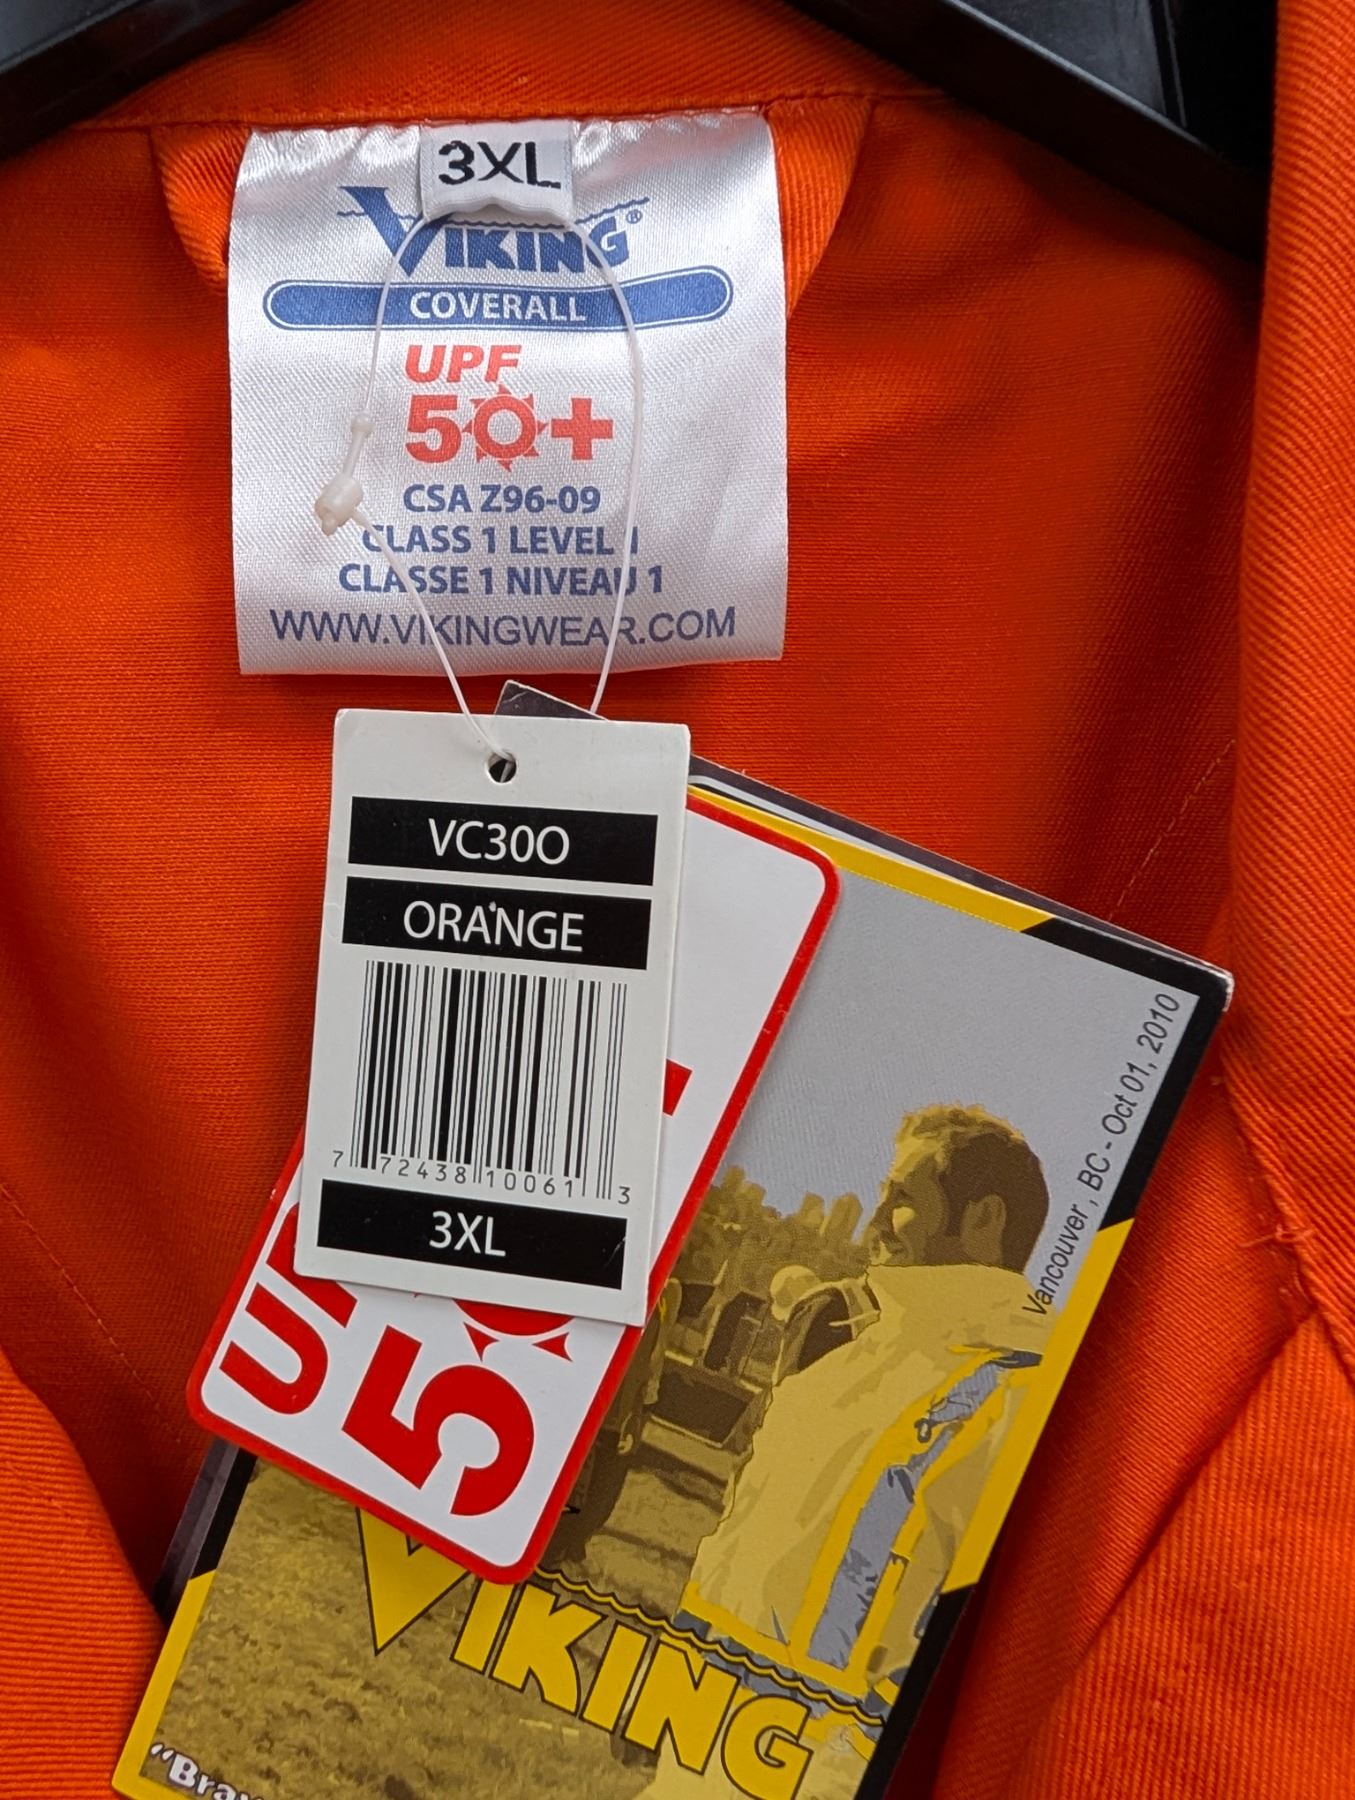 3XL
VIKING®
COVERALL
UPF
50+
CSA Z96-09
CLASS 1 LEVEL 1
CLASSE 1 NIVEAU 1
WWW.VIKINGWEAR.COM
VC30O
ORANGE
7 72438 10061 3
3XL
Vancouver, BC - Oct 01, 2010
VIKING